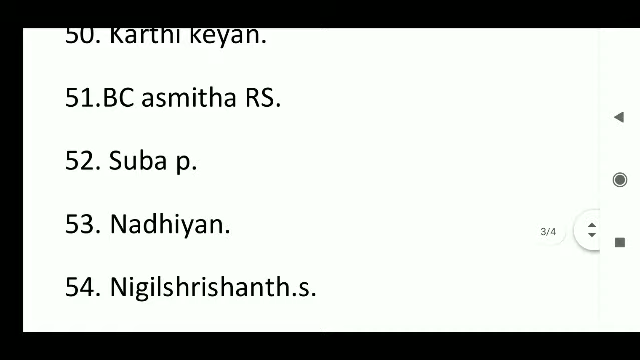 50. Karthi keyan.
51.BC asmitha RS.
52. Suba p.
53. Nadhiyan.
3/4
54. Nigilshrishanth.s.